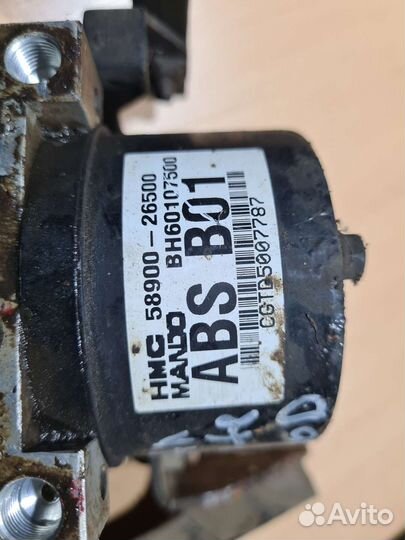 HMC 58900-26500
MANDO BH60107500
ABS B01
CGTD5007787
Avito